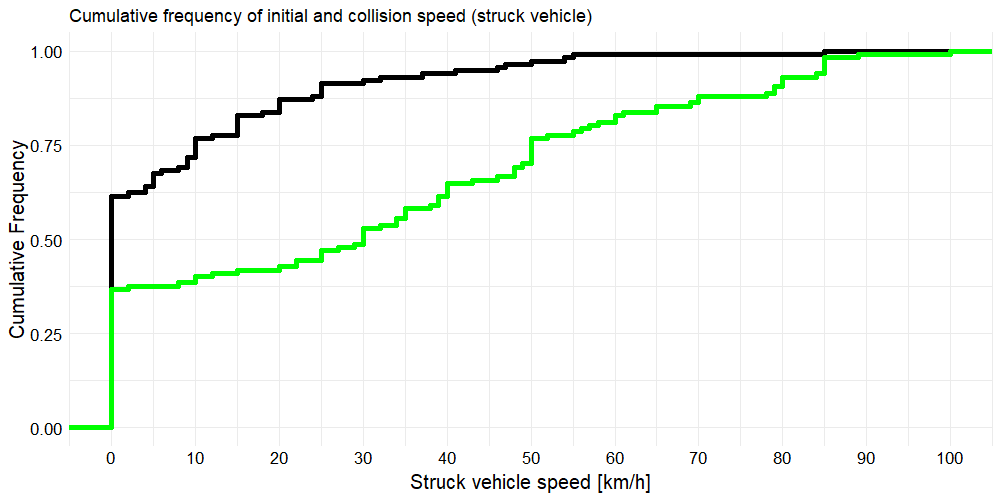 Cumulative frequency of initial and collision speed (struck vehicle)
Cumulative Frequency
1.00
0.75
0.50
0.25
0.00
0 10 20 30 40 50 60 70 80 90 100
Struck vehicle speed [km/h]